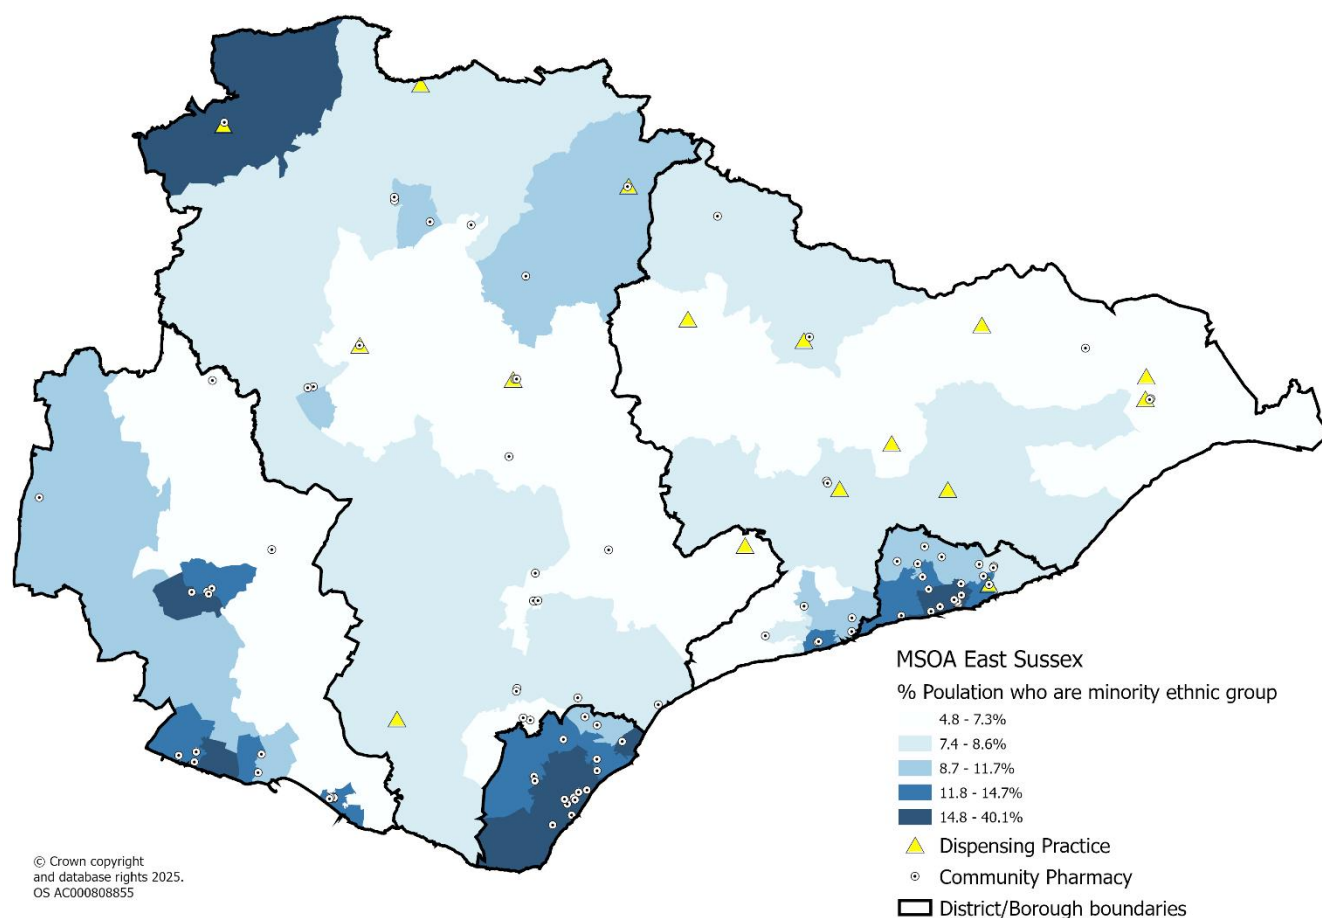 MSOA East Sussex
% Poulation who are minority ethnic group
4.8 - 7.3%
7.4 - 8.6%
8.7 - 11.7%
11.8 - 14.7%
14.8 - 40.1%
Dispensing Practice
Community Pharmacy
District/Borough boundaries
© Crown copyright
and database rights 2025.
OS AC000808855